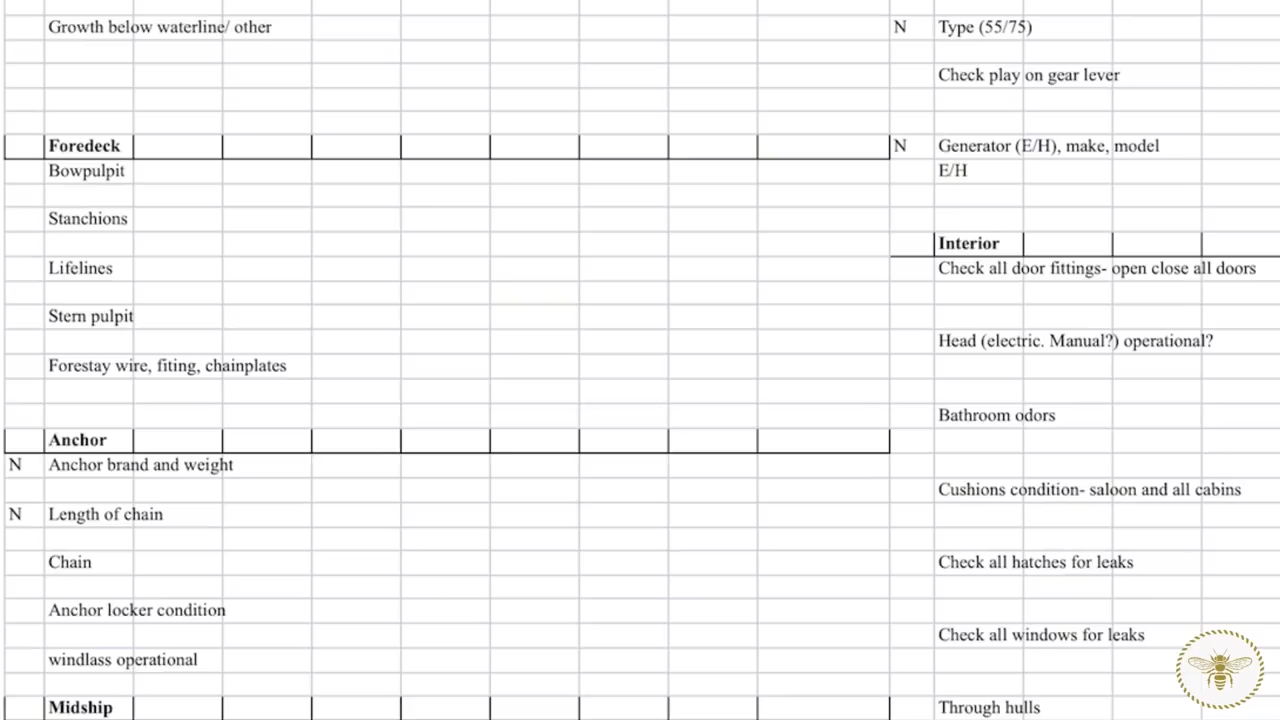 Growth below waterline/ other
Foredeck
Bowpulpit
Stanchions
Lifelines
Stern pulpit
Forestay wire, fiting, chainplates
Anchor
N Anchor brand and weight
N Length of chain
Chain
Anchor locker condition
windlass operational
Midship
N Type (55/75)
Check play on gear lever
N Generator (E/H), make, model
E/H
Interior
Check all door fittings- open close all doors
Head (electric. Manual?) operational?
Bathroom odors
Cushions condition- saloon and all cabins
Check all hatches for leaks
Check all windows for leaks
Through hulls